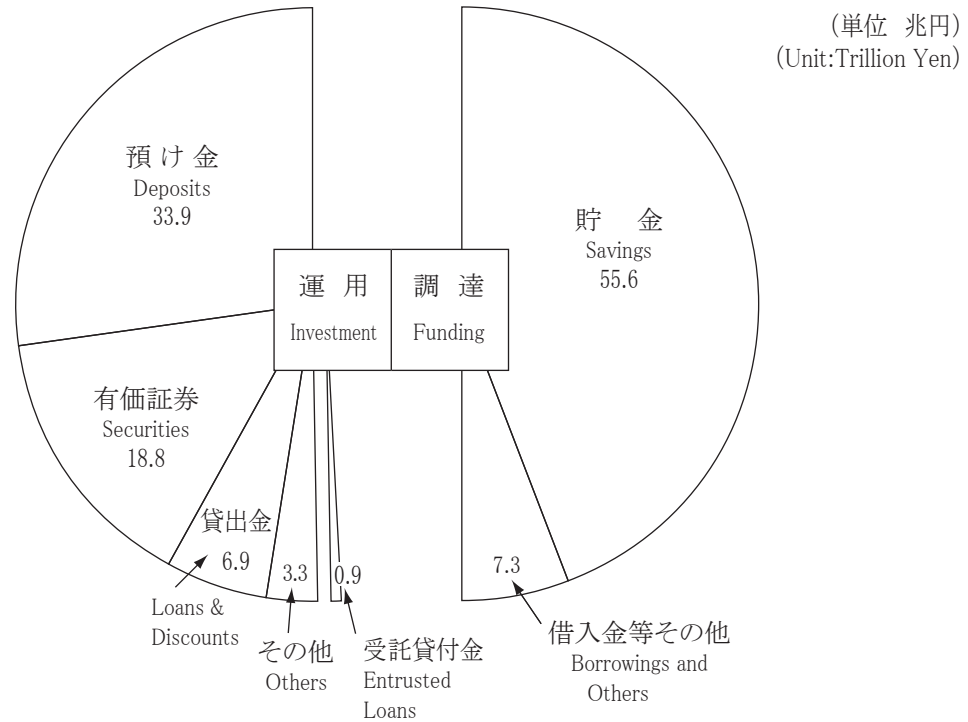 (単位 兆円)
(Unit:Trillion Yen)
預け金
Deposits
33.9
貯 金
Savings
55.6
運 用
Investment
調 達
Funding
有価証券
Securities
18.8
貸出金
6.9
Loans &
Discounts
3.3
その他
Others
0.9
受託貸付金
Entrusted
Loans
7.3
借入金等その他
Borrowings and
Others